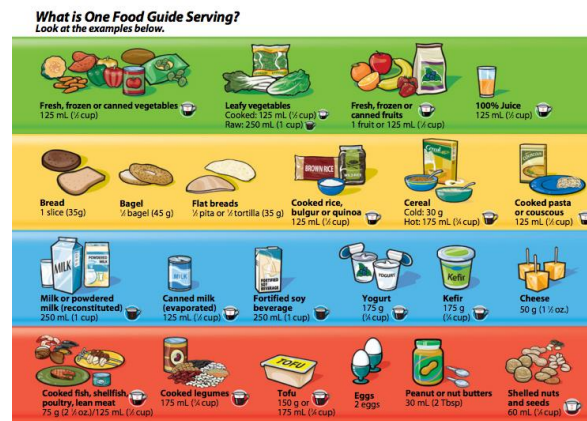 What is One Food Guide Serving?
Look at the examples below.
Fresh, frozen or canned vegetables
125 mL (½ cup)
Leafy vegetables
Cooked: 125 mL (½ cup)
Raw: 250 mL (1 cup)
Fresh, frozen or
canned fruits
1 fruit or 125 mL (½ cup)
100% Juice
125 mL (½ cup)
BROWN RICE
Bread
1 slice (35g)
Bagel
½ bagel (45 g)
Flat breads
½ pita or ½ tortilla (35 g)
Cooked rice,
bulgur or quinoa
125 mL (½ cup)
Cereal
Cold: 30 g
Hot: 175 mL (¾ cup)
Cooked pasta
or couscous
125 mL (½ cup)
MILK
POWDERED
MILK
MILK
FORTIFIED
SOY
BEVERAGE
YOGURT
Kefir
Milk or powdered
milk (reconstituted)
250 mL (1 cup)
Canned milk
(evaporated)
125 mL (½ cup)
Fortified soy
beverage
250 mL (1 cup)
Yogurt
175 g
(¾ cup)
Kefir
175 g
(¾ cup)
Cheese
50 g (1 ½ oz.)
TOFU
Cooked fish, shellfish,
poultry, lean meat
75 g (2 ½ oz.)/125 mL (½ cup)
Cooked legumes
175 mL (¾ cup)
Tofu
150 g or
175 mL (¾ cup)
Eggs
2 eggs
Peanut or nut butters
30 mL (2 Tbsp)
Shelled nuts
and seeds
60 mL (¼ cup)